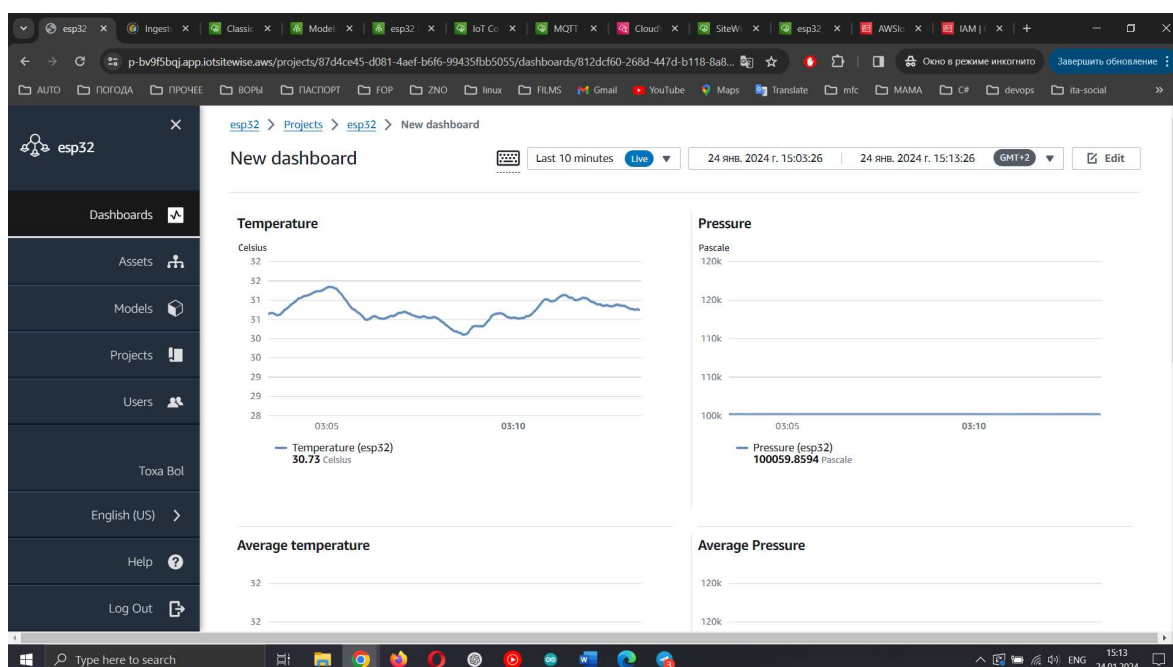 esp32
Ingesti
Classic
Model
esp32
IoT Co
MQTT
Cloud
SiteWi
esp32
AWSIo
IAM |
p-bv9f5bqj.app.iotsitewise.aws/projects/87d4ce45-d081-4aef-b6f6-99435fbb5055/dashboards/812dcf60-268d-447d-b118-8a8...
Окно в режиме инкогнито
Завершить обновление
AUTO ПОГОДА ПРОЧЕЕ ВОРЫ ПАСПОРТ FOP ZNO linux FILMS Gmail YouTube Maps Translate mfc МАМА C# devops ita-social »
esp32
Dashboards
Assets
Models
Projects
Users
Toxa Bol
English (US)
Help
Log Out
esp32 > Projects > esp32 > New dashboard
New dashboard
Last 10 minutes Live
24 янв. 2024 г. 15:03:26 24 янв. 2024 г. 15:13:26 GMT+2
Edit
Temperature
Celsius
32
32
31
31
30
30
29
29
28
03:05 03:10
Temperature (esp32)
30.73 Celsius
Pressure
Pascale
120k
120k
110k
110k
100k
03:05 03:10
Pressure (esp32)
100059.8594 Pascale
Average temperature
32
32
Average Pressure
120k
120k
Type here to search
ENG
15:13
24.01.2024